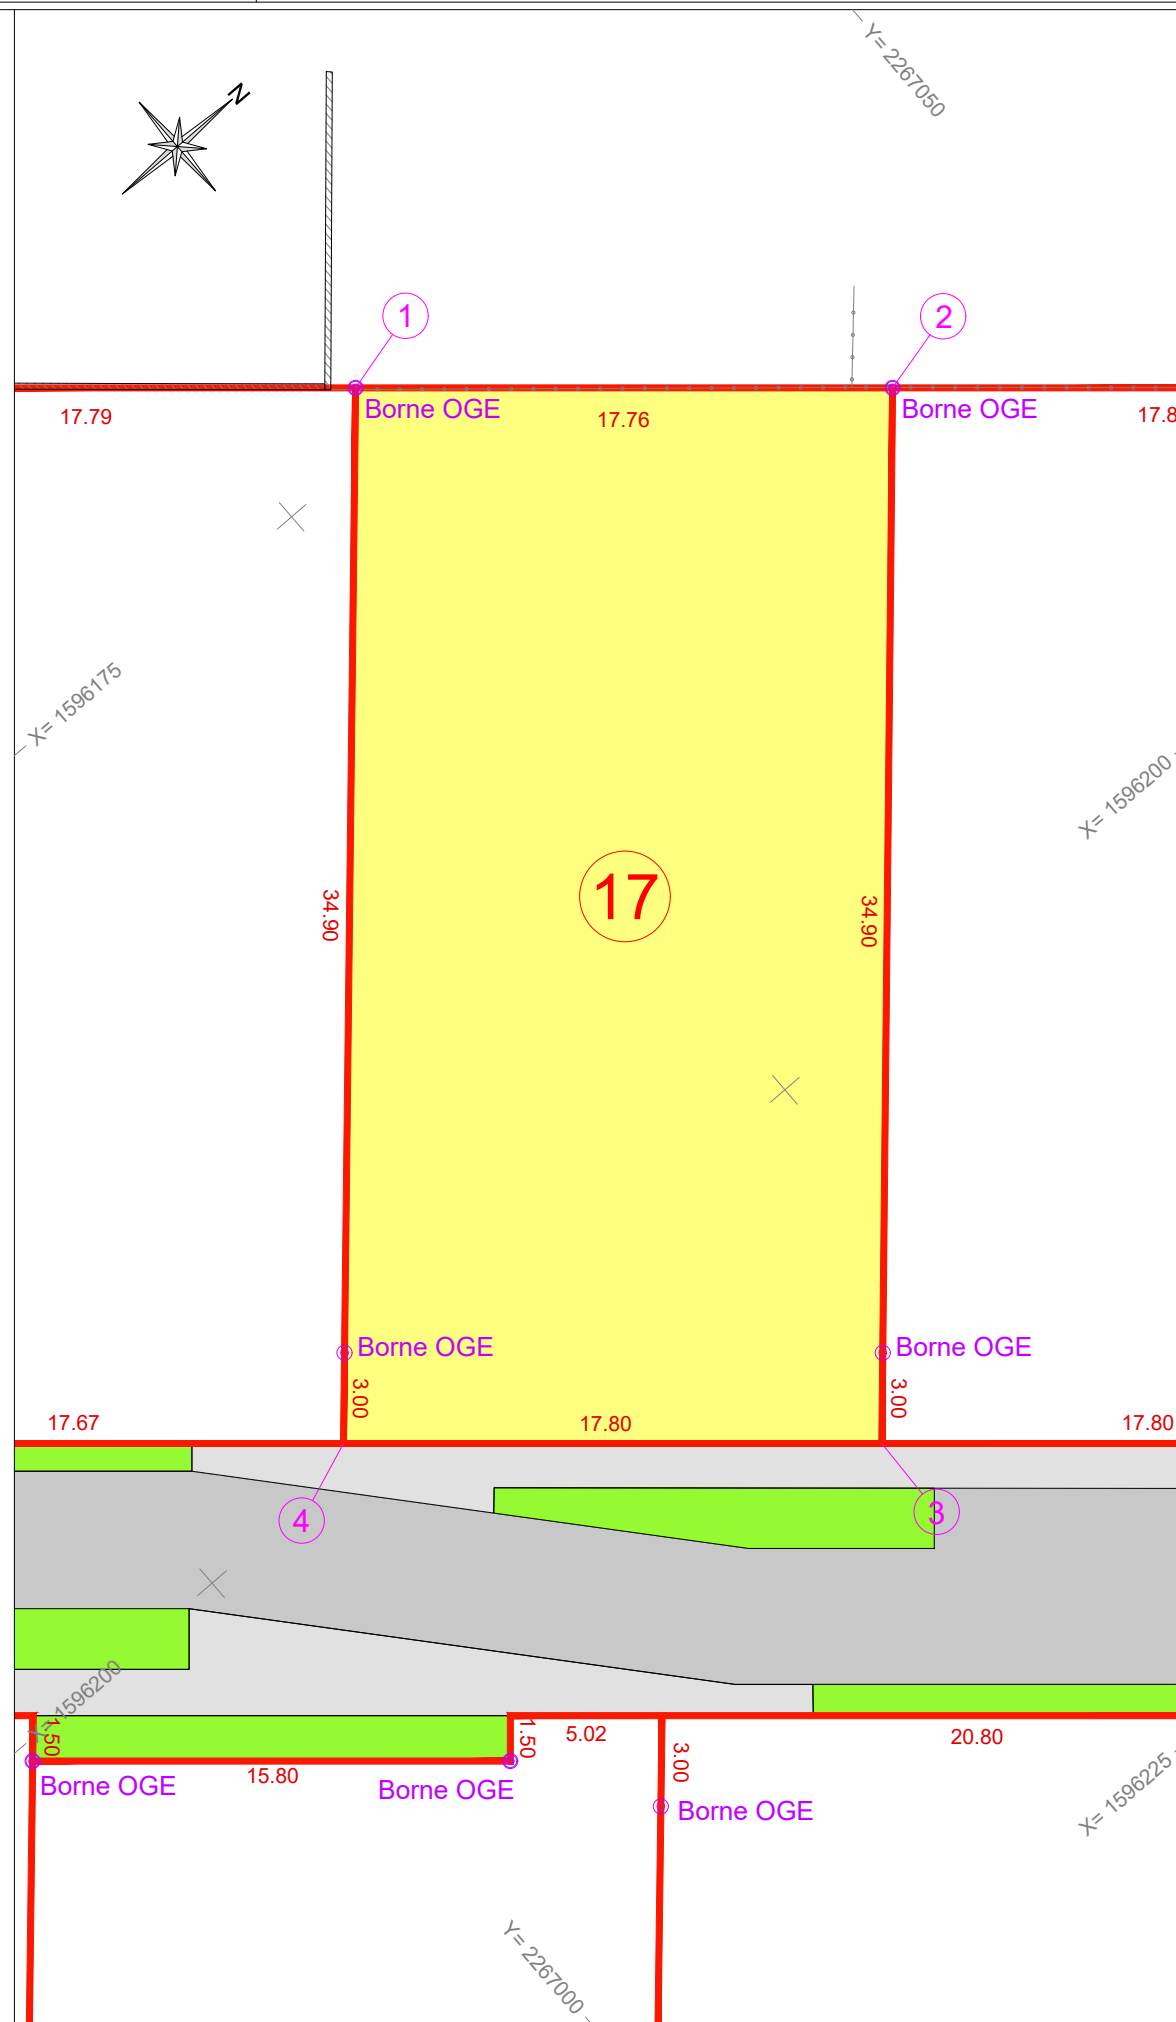 Y= 2267050
N
1
2
Borne OGE
Borne OGE
17.79
17.76
17.8
X= 1596175
X= 1596200
17
34.90
34.90
Borne OGE
Borne OGE
3.00
3.00
17.67
17.80
17.80
4
3
X= 1596200
1.50
1.50
5.02
3.00
20.80
15.80
Borne OGE
Borne OGE
Borne OGE
X= 1596225
Y= 2267000